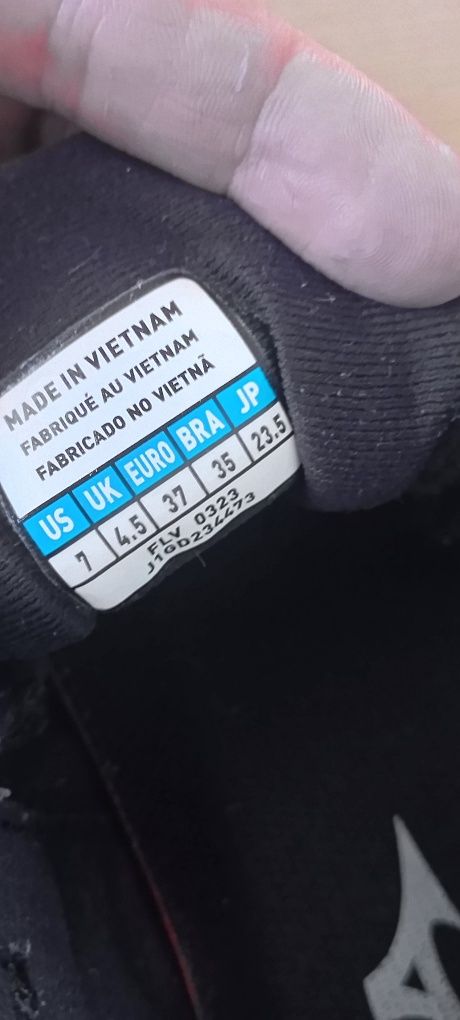 MADE IN VIETNAM
FABRIQUÉ AU VIETNAM
FABRICADO NO VIETNÃ
US UK EURO BRA JP
7 4.5 37 35 23.5
FLV 0323
J1GD234473